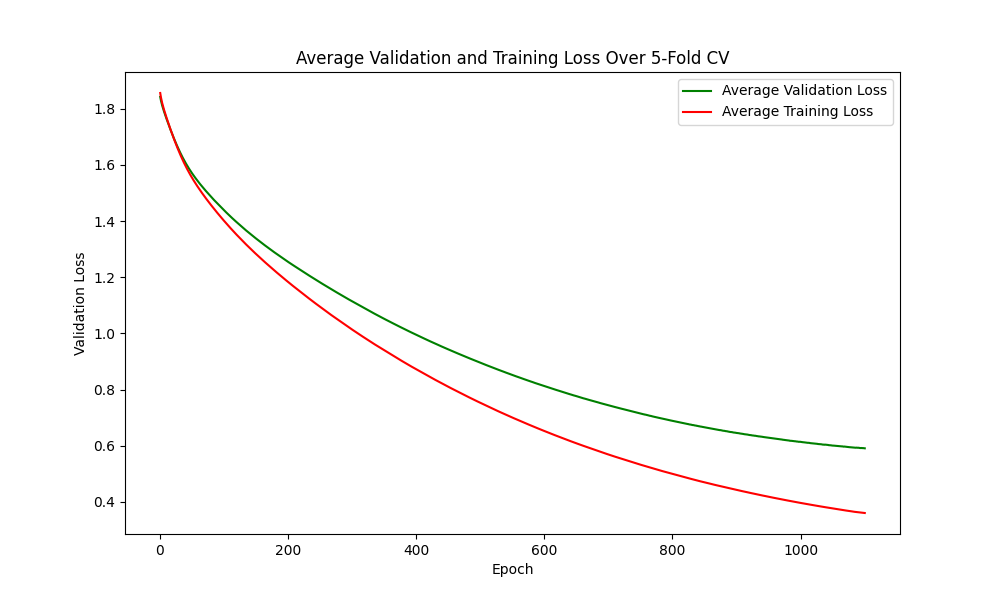 Average Validation and Training Loss Over 5-Fold CV
Average Validation Loss
Average Training Loss
Validation Loss
1.8
1.6
1.4
1.2
1.0
0.8
0.6
0.4
0 200 400 600 800 1000
Epoch